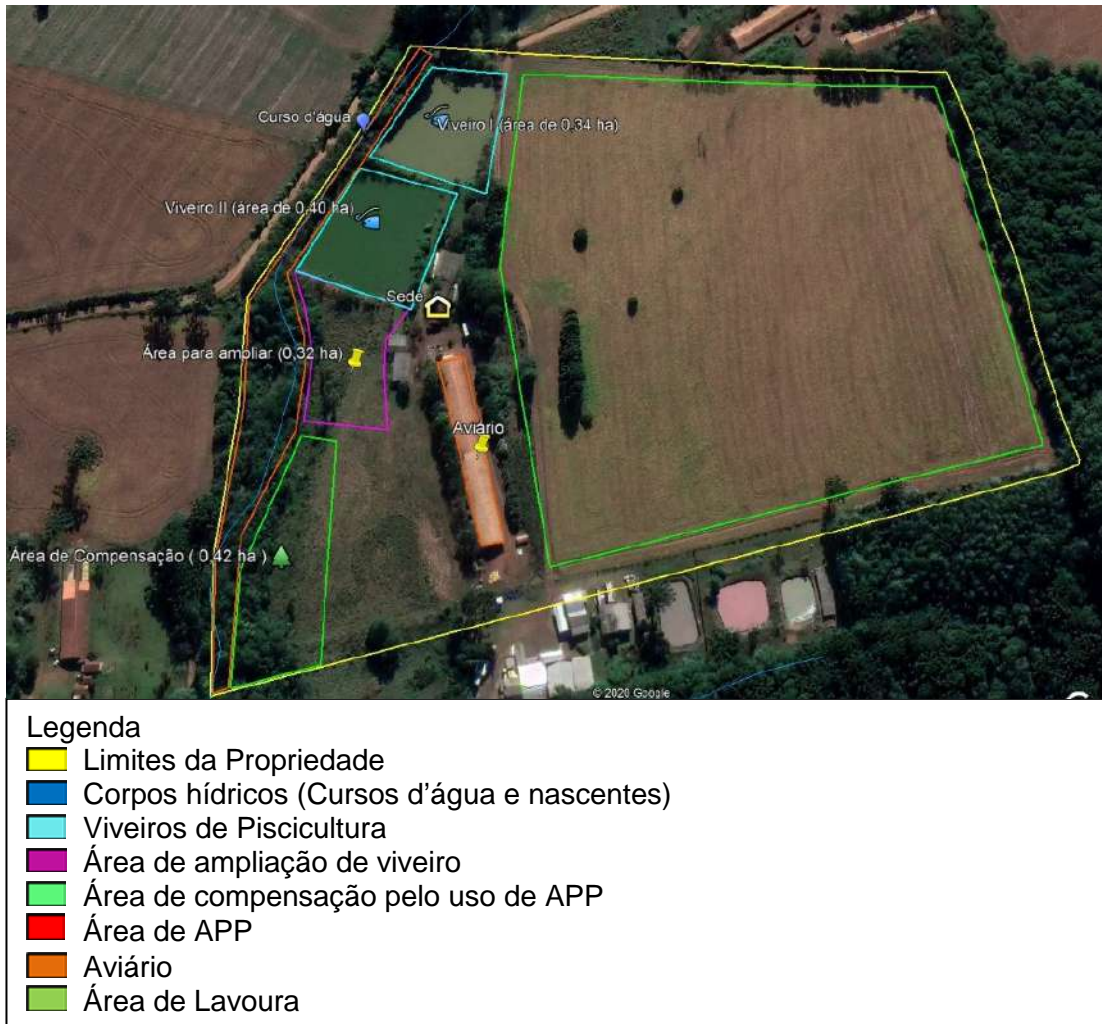 Curso d'água
Viveiro I (área de 0,34 ha)
Viveiro II (área de 0,40 ha)
Sede
Área para ampliar (0,32 ha)
Aviário
Área de Compensação ( 0,42 ha )
© 2020 Google
Legenda
Limites da Propriedade
Corpos hídricos (Cursos d’água e nascentes)
Viveiros de Piscicultura
Área de ampliação de viveiro
Área de compensação pelo uso de APP
Área de APP
Aviário
Área de Lavoura